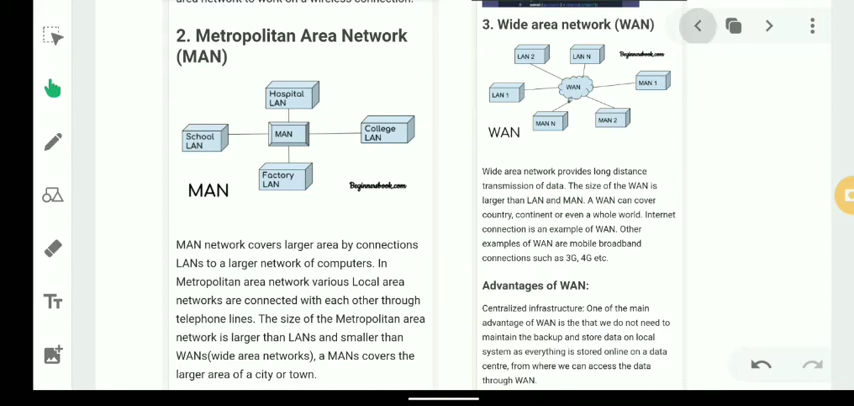 2. Metropolitan Area Network
(MAN)
Hospital
LAN
School
LAN
MAN
College
LAN
Factory
LAN
MAN
Beginnersbook.com
MAN network covers larger area by connections
LANs to a larger network of computers. In
Metropolitan area network various Local area
networks are connected with each other through
telephone lines. The size of the Metropolitan area
network is larger than LANs and smaller than
WANs(wide area networks), a MANs covers the
larger area of a city or town.
3. Wide area network (WAN)
LAN 2
LAN N
Beginnersbook.com
LAN 1
WAN
MAN 1
MAN N
MAN 2
WAN
Wide area network provides long distance
transmission of data. The size of the WAN is
larger than LAN and MAN. A WAN can cover
country, continent or even a whole world. Internet
connection is an example of WAN. Other
examples of WAN are mobile broadband
connections such as 3G, 4G etc.
Advantages of WAN:
Centralized infrastructure: One of the main
advantage of WAN is the that we do not need to
maintain the backup and store data on local
system as everything is stored online on a data
centre, from where we can access the data
through WAN.
Tт